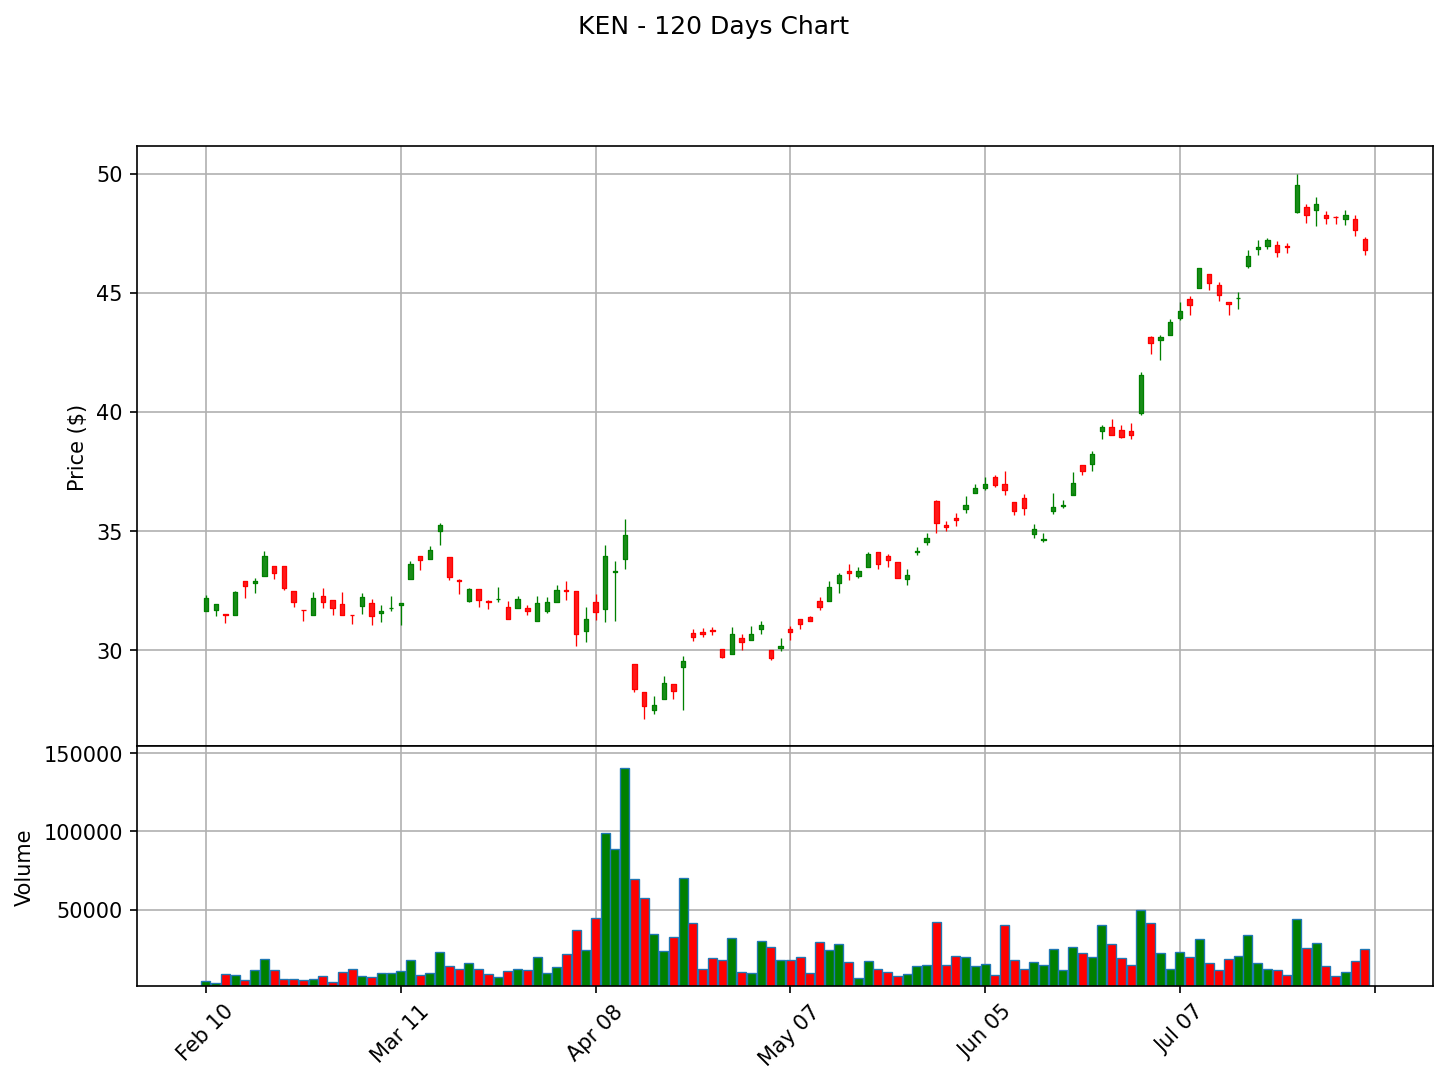 KEN - 120 Days Chart
50
45
40
35
30
Price ($)
150000
100000
50000
Volume
Feb 10
Mar 11
Apr 08
May 07
Jun 05
Jul 07